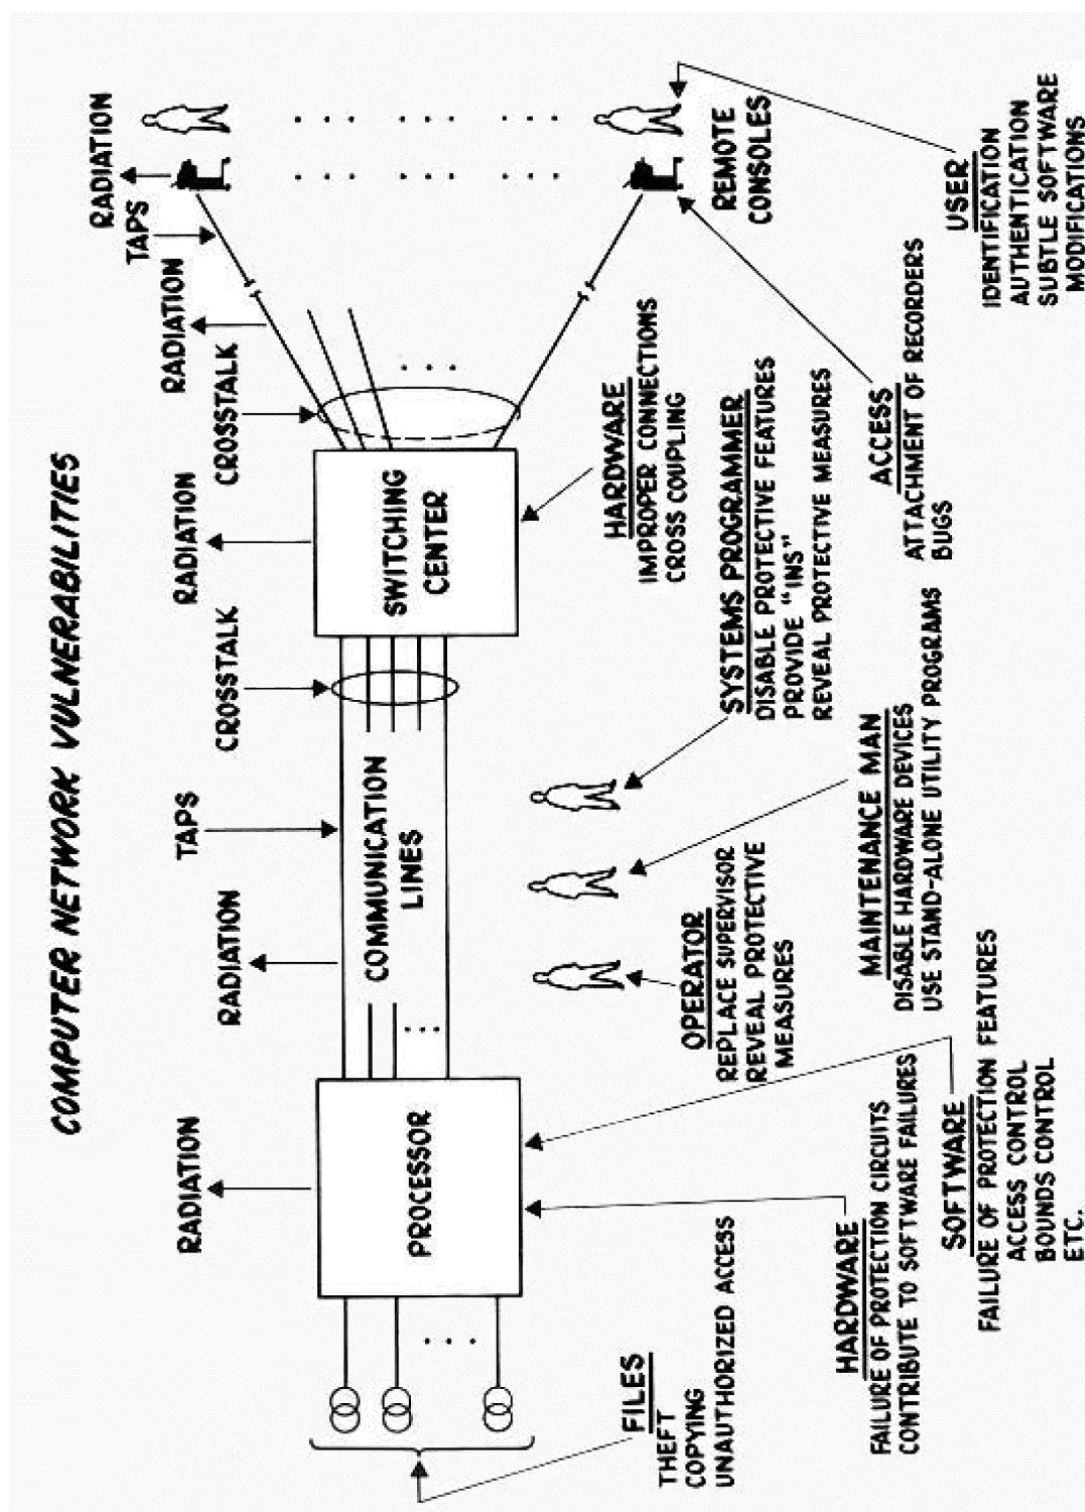 COMPUTER NETWORK VULNERABILITIES
RADIATION
RADIATION
TAPS
CROSSTALK
RADIATION
CROSSTALK
RADIATION
TAPS
RADIATION
PROCESSOR
COMMUNICATION
LINES
SWITCHING
CENTER
REMOTE
CONSOLES
FILES
THEFT
COPYING
UNAUTHORIZED ACCESS
HARDWARE
FAILURE OF PROTECTION CIRCUITS
CONTRIBUTE TO SOFTWARE FAILURES
SOFTWARE
FAILURE OF PROTECTION FEATURES
ACCESS CONTROL
BOUNDS CONTROL
ETC.
OPERATOR
REPLACE SUPERVISOR
REVEAL PROTECTIVE
MEASURES
MAINTENANCE MAN
DISABLE HARDWARE DEVICES
USE STAND-ALONE UTILITY PROGRAMS
SYSTEMS PROGRAMMER
DISABLE PROTECTIVE FEATURES
PROVIDE "INS"
REVEAL PROTECTIVE MEASURES
HARDWARE
IMPROPER CONNECTIONS
CROSS COUPLING
ACCESS
ATTACHMENT OF RECORDERS
BUGS
USER
IDENTIFICATION
AUTHENTICATION
SUBTLE SOFTWARE
MODIFICATIONS